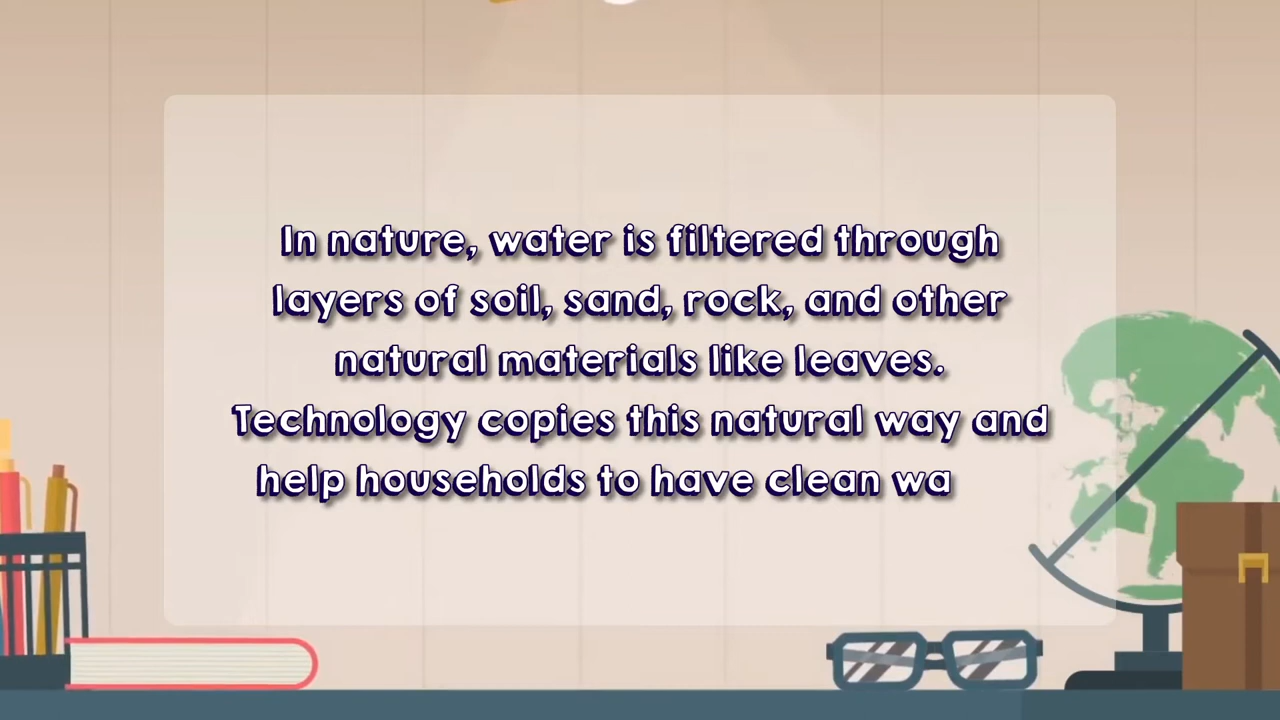 In nature, water is filtered through
layers of soil, sand, rock, and other
natural materials like leaves.
Technology copies this natural way and
help households to have clean wa